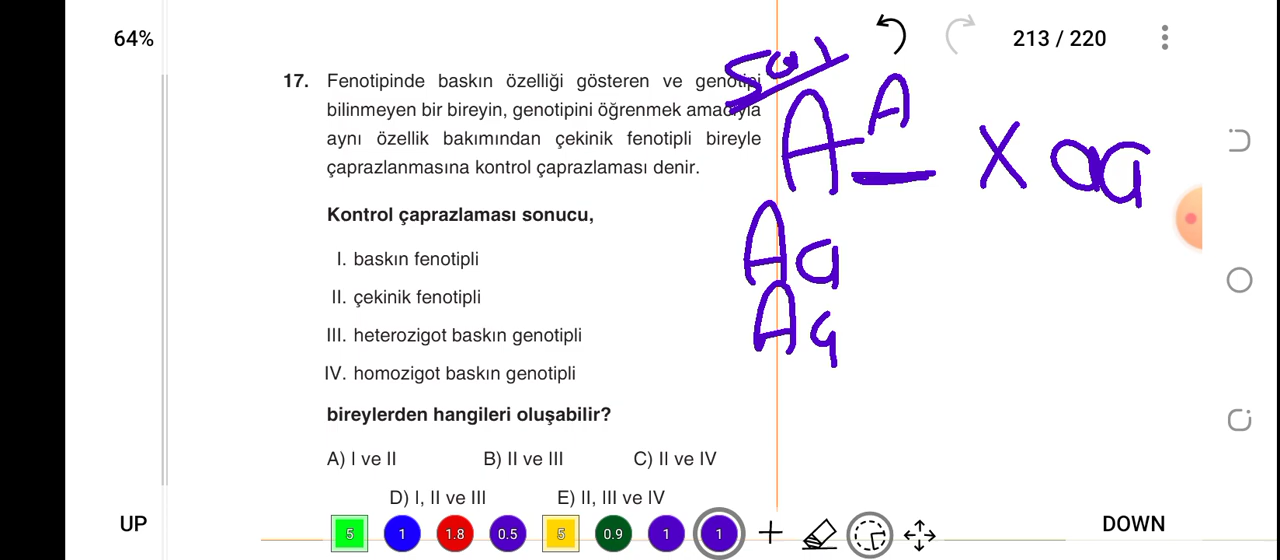 64%
213 / 220
17. Fenotipinde baskın özelliği gösteren ve genotipi
bilinmeyen bir bireyin, genotipini öğrenmek amacıyla
aynı özellik bakımından çekinik fenotipli bireyle
çaprazlanmasına kontrol çaprazlaması denir.
A A x aa
Kontrol çaprazlaması sonucu,
I. baskın fenotipli
Aa
II. çekinik fenotipli
III. heterozigot baskın genotipli
Aa
IV. homozigot baskın genotipli
bireylerden hangileri oluşabilir?
A) I ve II B) II ve III C) II ve IV
D) I, II ve III E) II, III ve IV
UP
5 1 1.8 0.5 5 0.9 1 1
DOWN